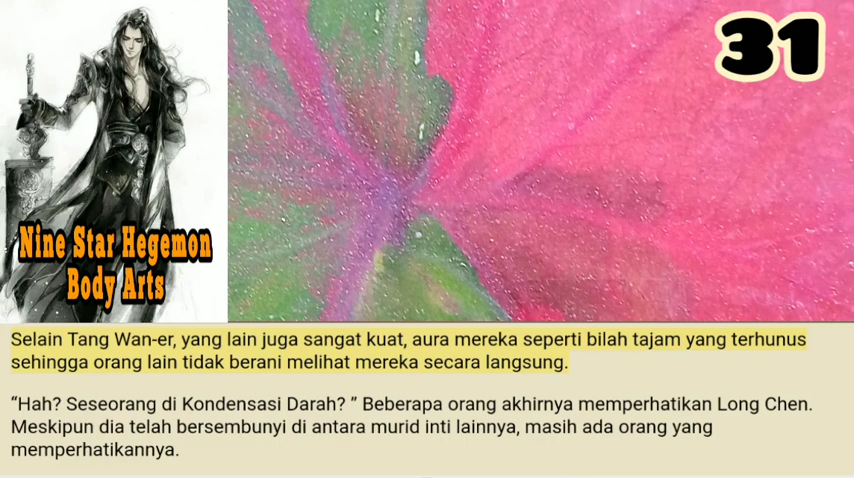 31
Nine Star Hegemon
Body Arts
Selain Tang Wan-er, yang lain juga sangat kuat, aura mereka seperti bilah tajam yang terhunus
sehingga orang lain tidak berani melihat mereka secara langsung.
“Hah? Seseorang di Kondensasi Darah? ” Beberapa orang akhirnya memperhatikan Long Chen.
Meskipun dia telah bersembunyi di antara murid inti lainnya, masih ada orang yang
memperhatikannya.